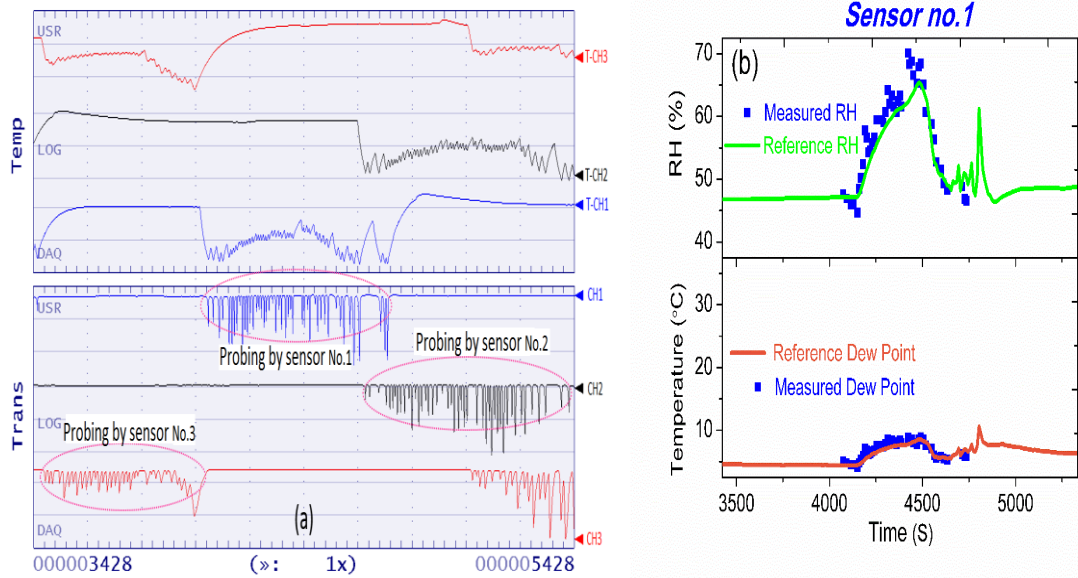 USR
T-CH3
Temp
LOG
T-CH2
T-CH1
DAQ
USR
CH1
Probing by sensor No.1
Probing by sensor No.2
CH2
Trans
LOG
Probing by sensor No.3
(a)
DAQ
CH3
000003428 (»: 1x) 000005428
Sensor no.1
(b)
70
60
50
40
RH (%)
Measured RH
Reference RH
30
20
10
Temperature (°C)
Reference Dew Point
Measured Dew Point
3500 4000 4500 5000
Time (S)